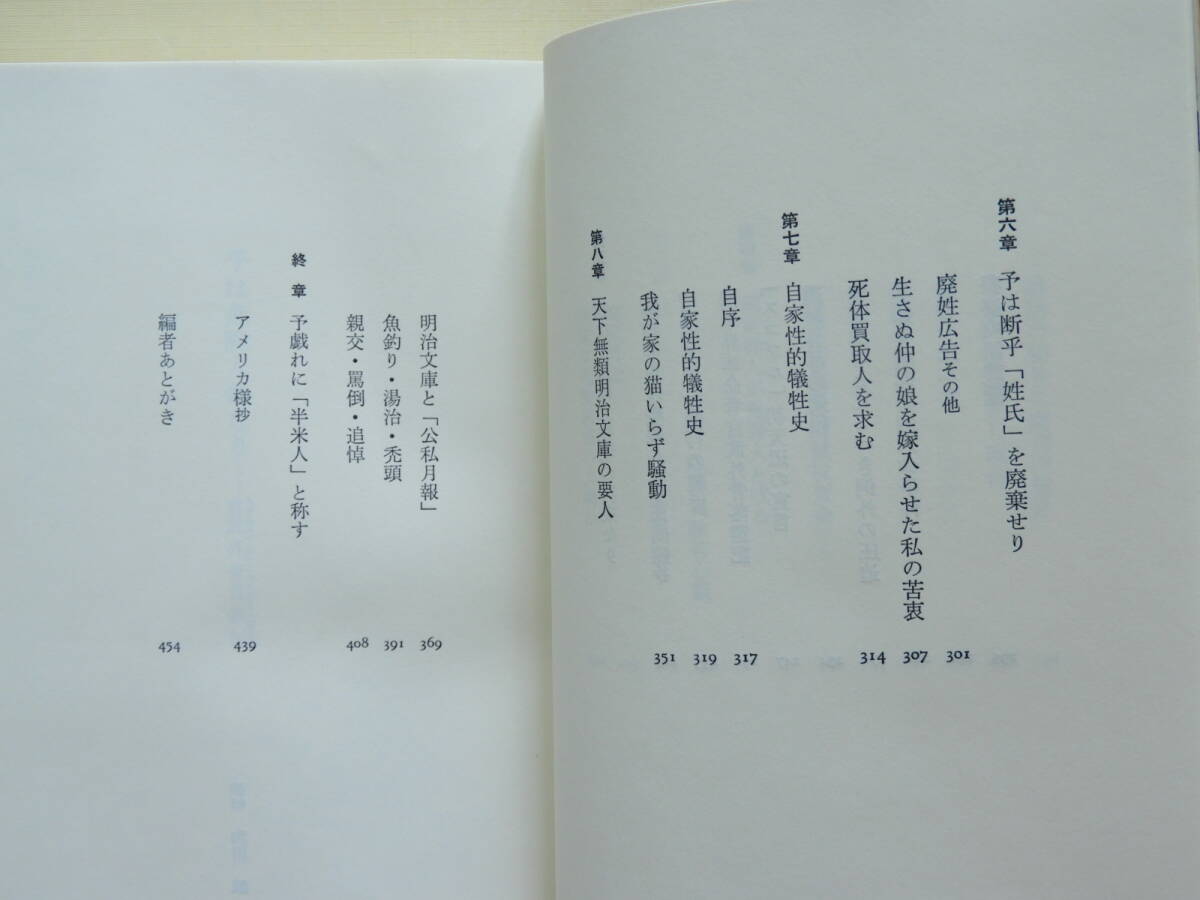 第六章 予は断乎「姓氏」を廃棄せり
廃姓広告その他 301
生さぬ仲の娘を嫁入らせた私の苦衷 307
死体買取人を求む 314
第七章 自家性的犠牲史
自序 317
自家性的犠牲史 319
我が家の猫いらず騒動 351
第八章 天下無類明治文庫の要人
明治文庫と「公私月報」 369
魚釣り・湯治・禿頭 391
親交・罵倒・追悼 408
終章 予戯れに「半米人」と称す
アメリカ様抄 439
編者あとがき 454